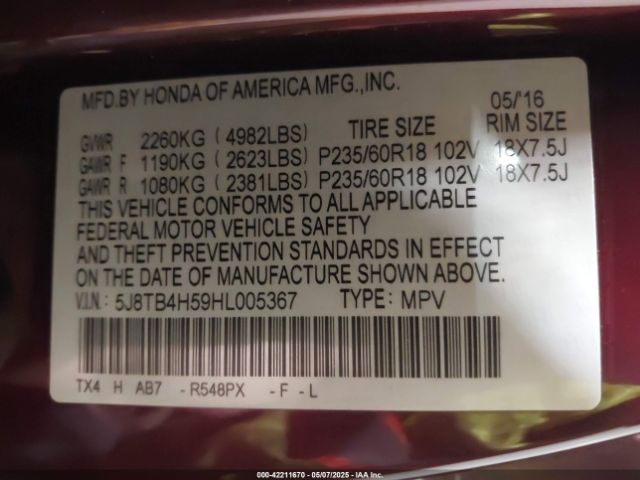 MFD.BY HONDA OF AMERICA MFG.,INC.
05/'16
GVWR 2260KG (4982LBS) TIRE SIZE RIM SIZE
GAWR F 1190KG (2623LBS) P235/60R18 102V 18X7.5J
GAWR R 1080KG (2381LBS) P235/60R18 102V 18X7.5J
THIS VEHICLE CONFORMS TO ALL APPLICABLE
FEDERAL MOTOR VEHICLE SAFETY
AND THEFT PREVENTION STANDARDS IN EFFECT
ON THE DATE OF MANUFACTURE SHOWN ABOVE.
V.I.N.: 5J8TB4H59HL005367 TYPE: MPV
TX4 H AB7 -R548PX -F -L
000-42211670 - 05/07/2025 - IAA Inc. (M)